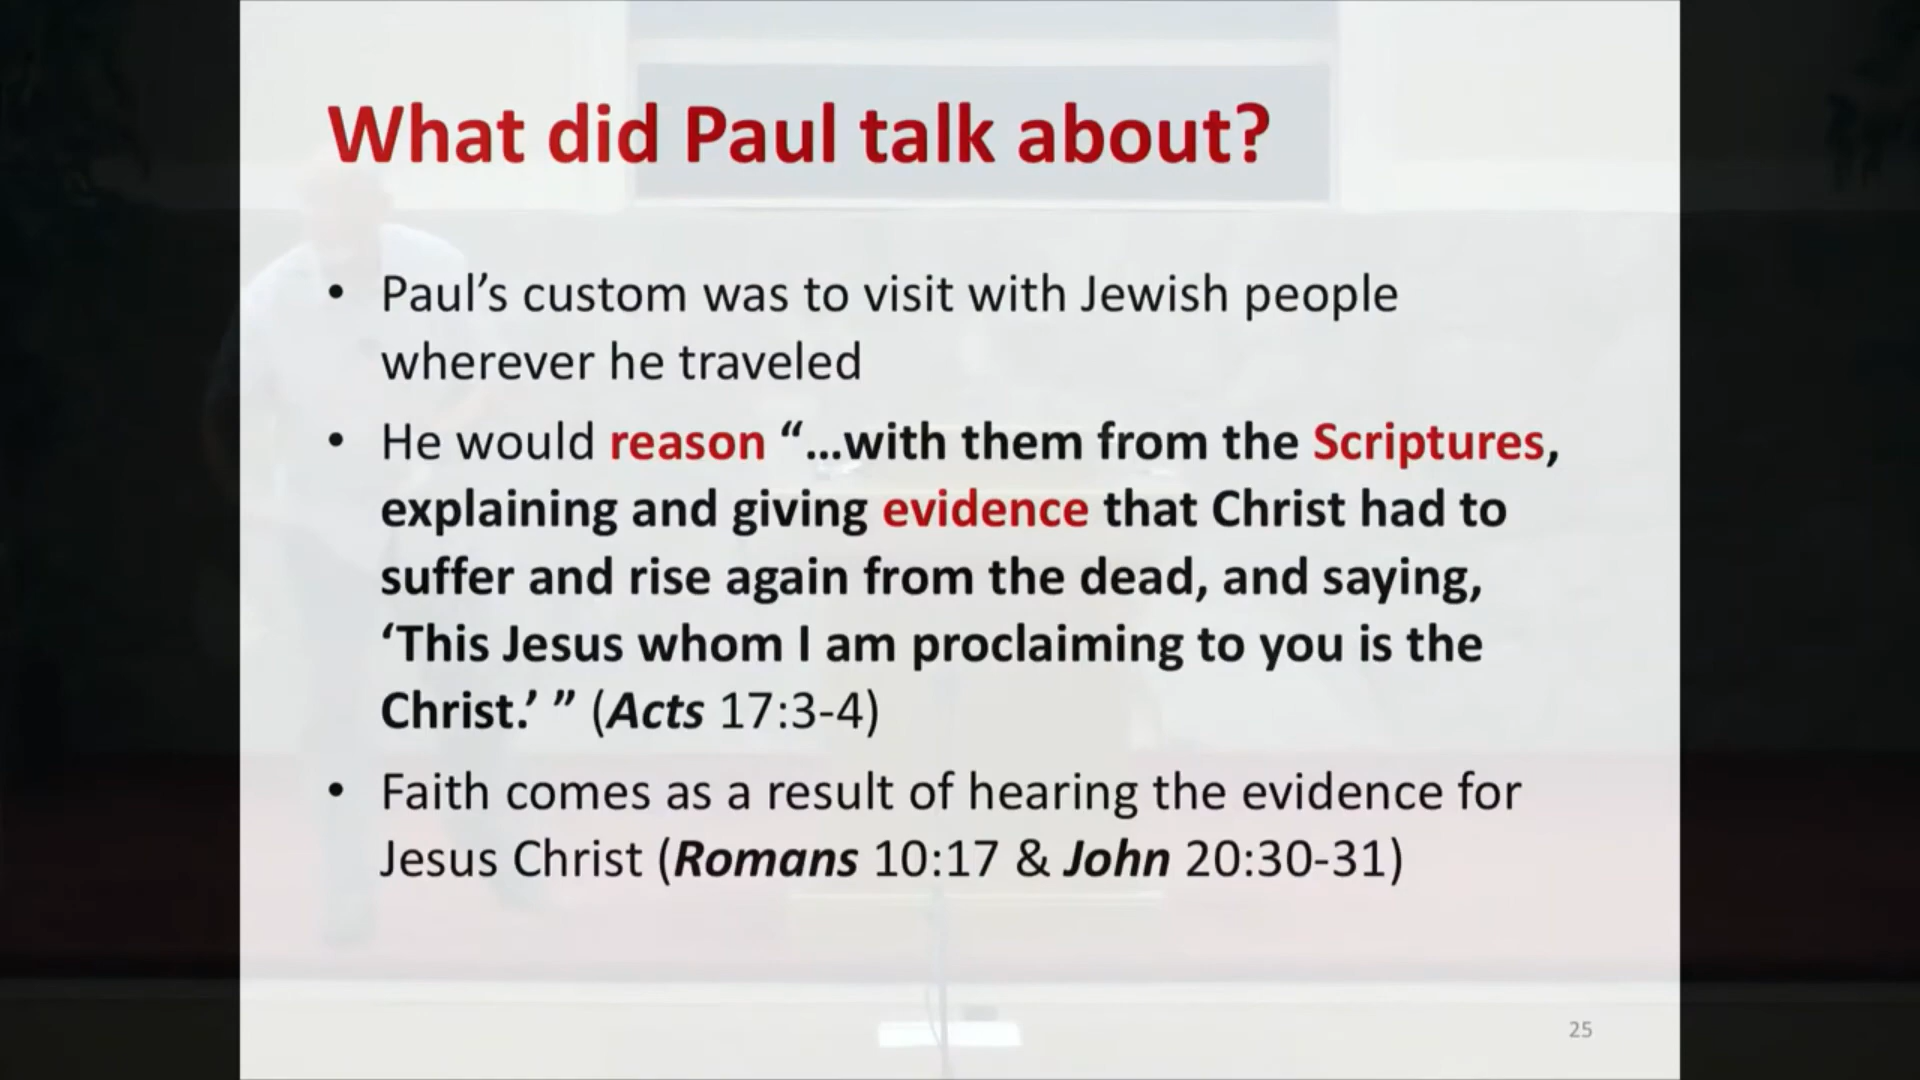 What did Paul talk about?
• Paul’s custom was to visit with Jewish people
wherever he traveled
• He would reason “…with them from the Scriptures,
explaining and giving evidence that Christ had to
suffer and rise again from the dead, and saying,
‘This Jesus whom I am proclaiming to you is the
Christ.’ ” (Acts 17:3-4)
• Faith comes as a result of hearing the evidence for
Jesus Christ (Romans 10:17 & John 20:30-31)
25